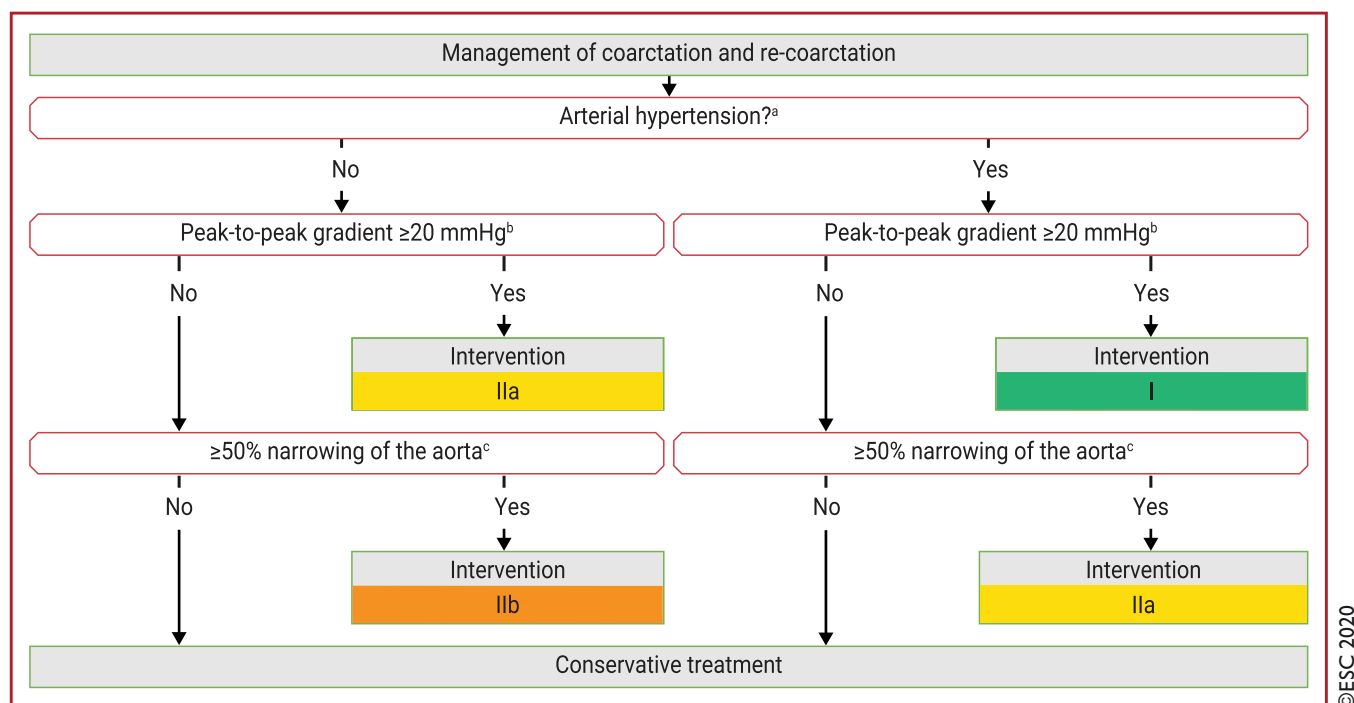 Management of coarctation and re-coarctation
Arterial hypertension?ᵃ
No
Yes
Peak-to-peak gradient ≥20 mmHgᵇ
Peak-to-peak gradient ≥20 mmHgᵇ
No
Yes
No
Yes
Intervention
IIa
Intervention
I
≥50% narrowing of the aortaᶜ
≥50% narrowing of the aortaᶜ
No
Yes
No
Yes
Intervention
IIb
Intervention
IIa
Conservative treatment
©ESC 2020